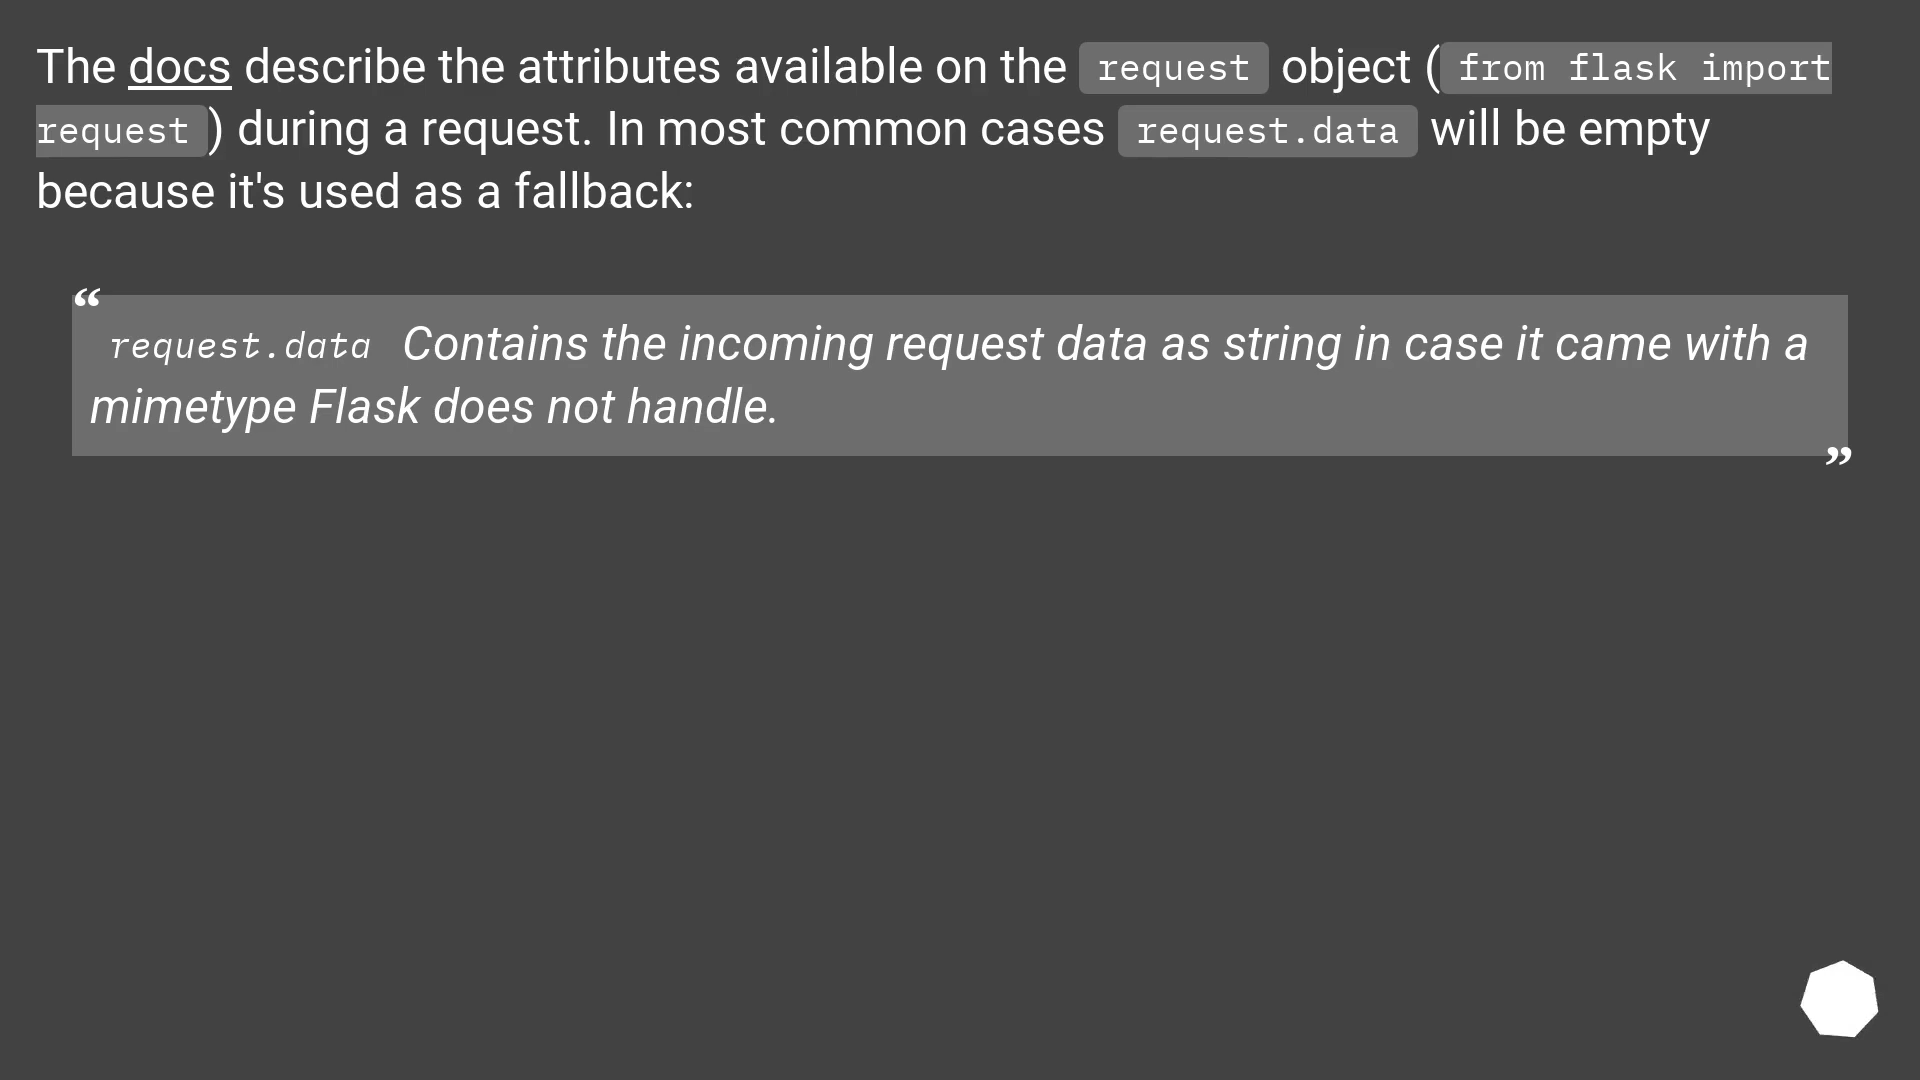 The docs describe the attributes available on the request object (from flask import
request) during a request. In most common cases request.data will be empty
because it's used as a fallback:
“
request.data Contains the incoming request data as string in case it came with a
mimetype Flask does not handle.
”